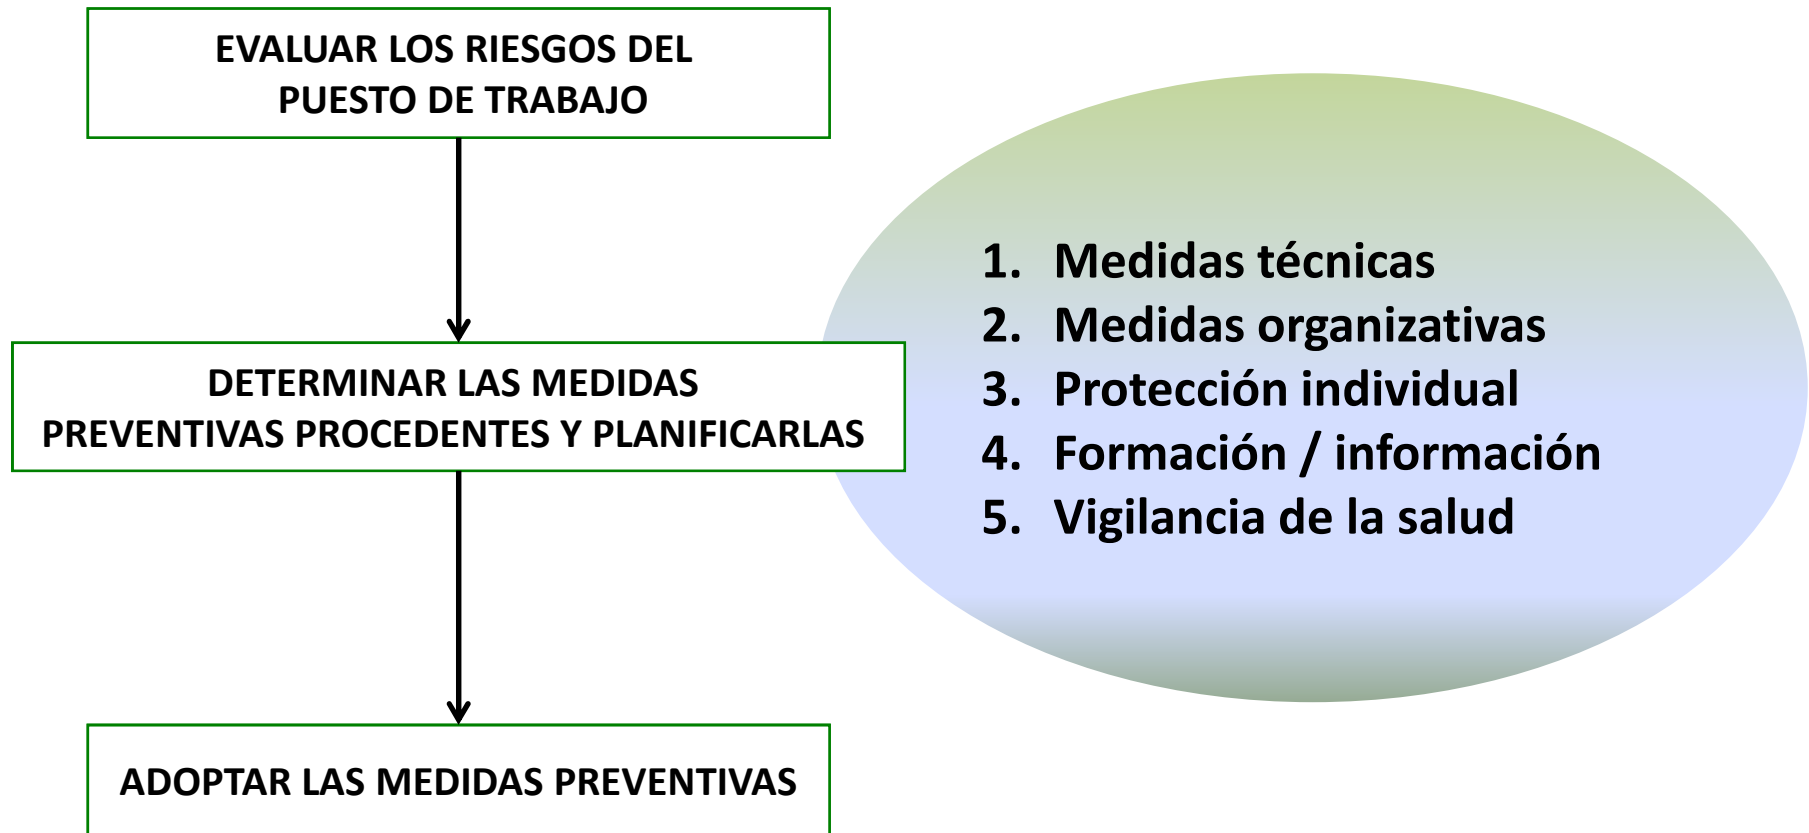 EVALUAR LOS RIESGOS DEL
PUESTO DE TRABAJO
DETERMINAR LAS MEDIDAS
PREVENTIVAS PROCEDENTES Y PLANIFICARLAS
1. Medidas técnicas
2. Medidas organizativas
3. Protección individual
4. Formación / información
5. Vigilancia de la salud
ADOPTAR LAS MEDIDAS PREVENTIVAS